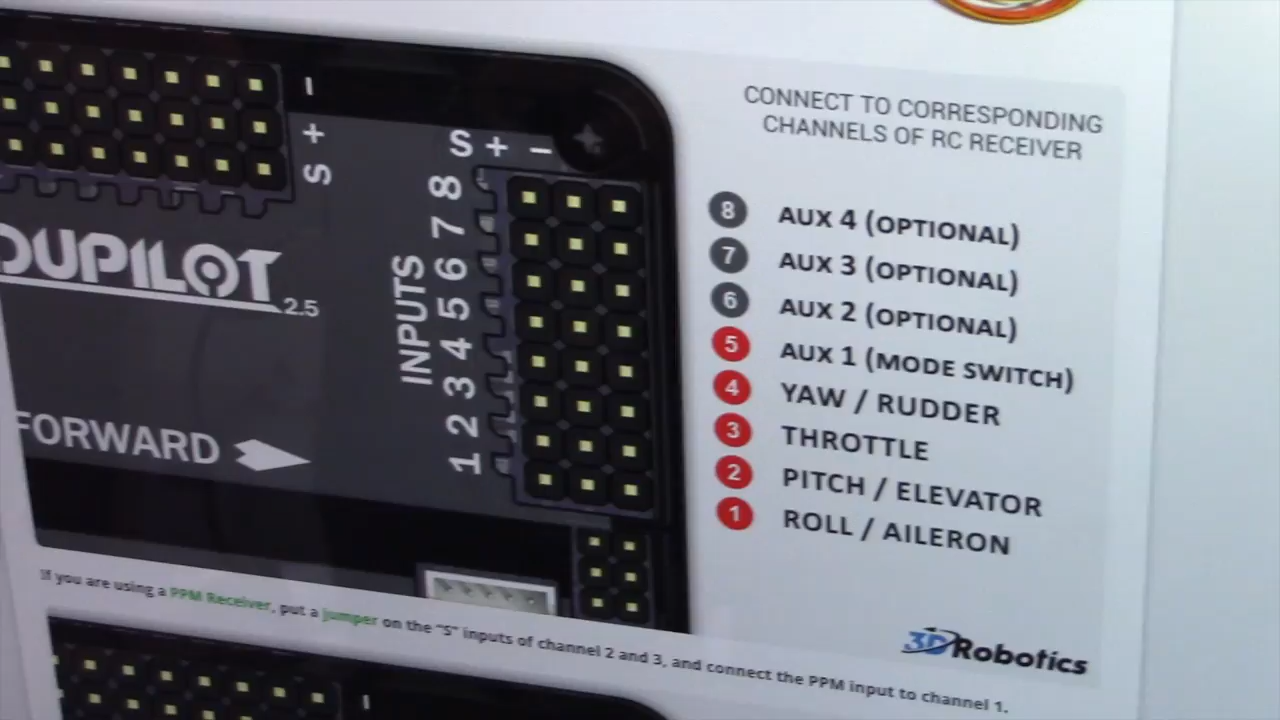 CONNECT TO CORRESPONDING
CHANNELS OF RC RECEIVER
S + −
−
+
S
8
7
6
5
4
3
2
1
INPUTS
DUPILOT
2.5
FORWARD
8 AUX 4 (OPTIONAL)
7 AUX 3 (OPTIONAL)
6 AUX 2 (OPTIONAL)
5 AUX 1 (MODE SWITCH)
4 YAW / RUDDER
3 THROTTLE
2 PITCH / ELEVATOR
1 ROLL / AILERON
3DRobotics
If you are using a PPM Receiver, put a jumper on the "S" inputs of channel 2 and 3, and connect the PPM input to channel 1.
−